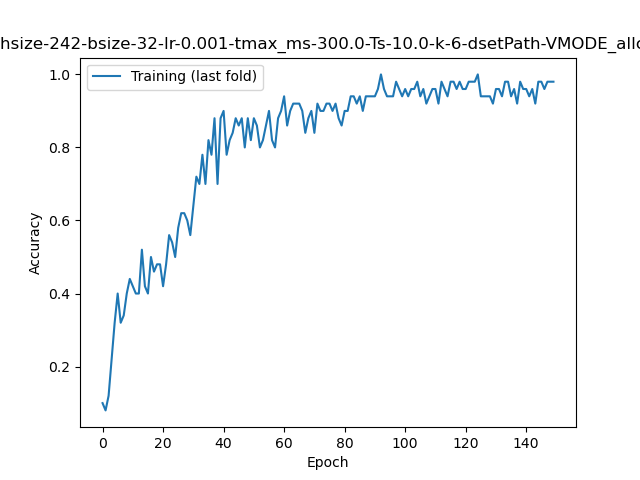 hsize-242-bsize-32-lr-0.001-tmax_ms-300.0-Ts-10.0-k-6-dsetPath-VMODE_all
Training (last fold)
1.0
0.8
0.6
0.4
0.2
Accuracy
0 20 40 60 80 100 120 140
Epoch